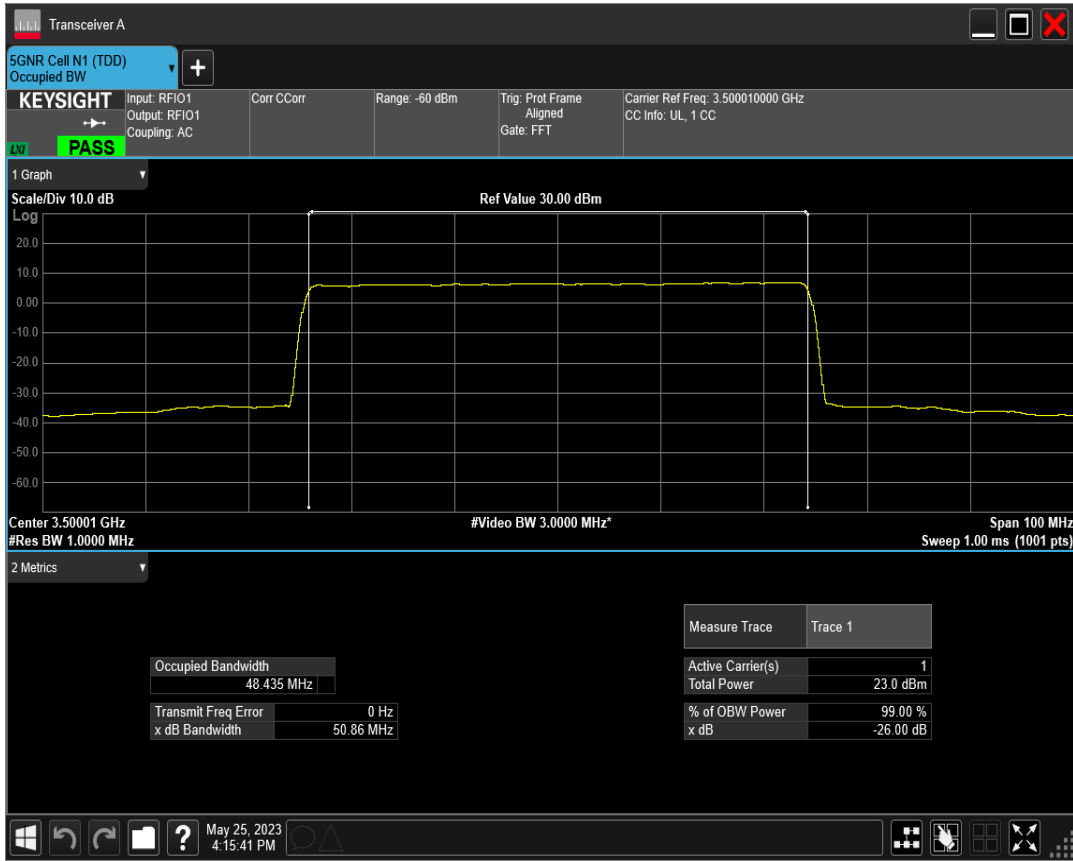 Transceiver A
5GNR Cell N1 (TDD)
Occupied BW
+
KEYSIGHT
LXI
PASS
Input: RFIO1
Output: RFIO1
Coupling: AC
Corr CCorr
Range: -60 dBm
Trig: Prot Frame
Aligned
Gate: FFT
Carrier Ref Freq: 3.500010000 GHz
CC Info: UL, 1 CC
1 Graph
Scale/Div 10.0 dB
Ref Value 30.00 dBm
Log
20.0
10.0
0.00
-10.0
-20.0
-30.0
-40.0
-50.0
-60.0
Center 3.50001 GHz
#Video BW 3.0000 MHz*
Span 100 MHz
#Res BW 1.0000 MHz
Sweep 1.00 ms (1001 pts)
2 Metrics
Measure Trace Trace 1
Occupied Bandwidth
48.435 MHz
Transmit Freq Error 0 Hz
x dB Bandwidth 50.86 MHz
Active Carrier(s) 1
Total Power 23.0 dBm
% of OBW Power 99.00 %
x dB -26.00 dB
?
May 25, 2023
4:15:41 PM